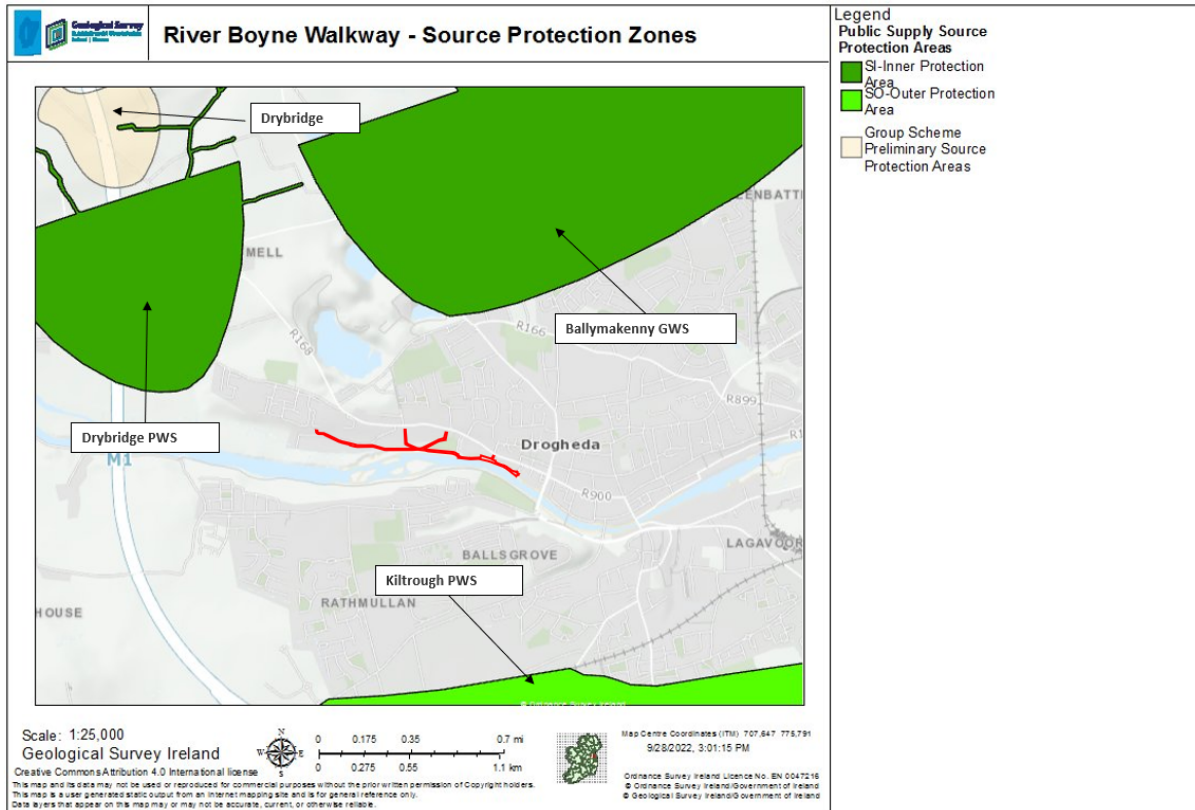 Geological Survey
River Boyne Walkway - Source Protection Zones
Legend
Public Supply Source
Protection Areas
SI-Inner Protection
Area
SO-Outer Protection
Area
Group Scheme
Preliminary Source
Protection Areas
Drybridge
MELL
R168
R166
Ballymakenny GWS
R899
Drybridge PWS
M1
Drogheda
R900
BALLSGROVE
LAGAVOOR
Kiltrough PWS
RATHMULLAN
HOUSE
© Ordnance Survey Ireland
Scale: 1:25,000
Geological Survey Ireland
Creative Commons Attribution 4.0 International license
This map and its data may not be used or reproduced for commercial purposes without the prior written permission of Copyright holders.
This map is a user generated static output from an Internet mapping site and is for general reference only.
Data layers that appear on this map may or may not be accurate, current, or otherwise reliable.
N
W E
S
0 0.175 0.35 0.7 mi
0 0.275 0.55 1.1 km
Map Centre Coordinates (ITM) 707,647 775,791
9/28/2022, 3:01:15 PM
Ordnance Survey Ireland Licence No. EN 0047216
© Ordnance Survey Ireland/Government of Ireland
© Geological Survey Ireland/Government of Ireland